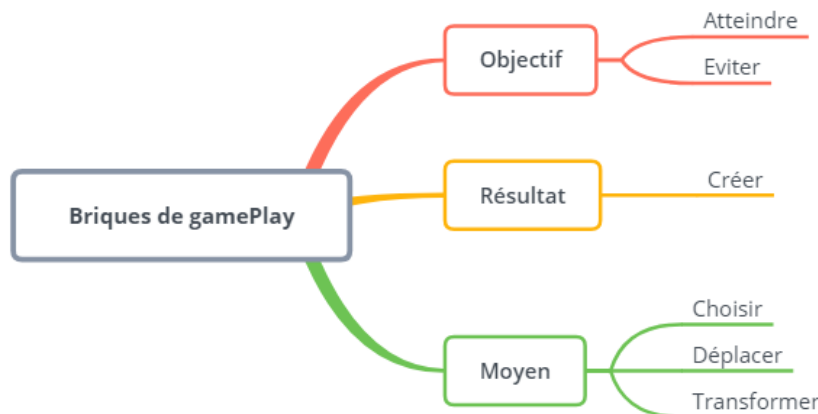 Briques de gamePlay
Objectif
Atteindre
Eviter
Résultat
Créer
Moyen
Choisir
Déplacer
Transformer